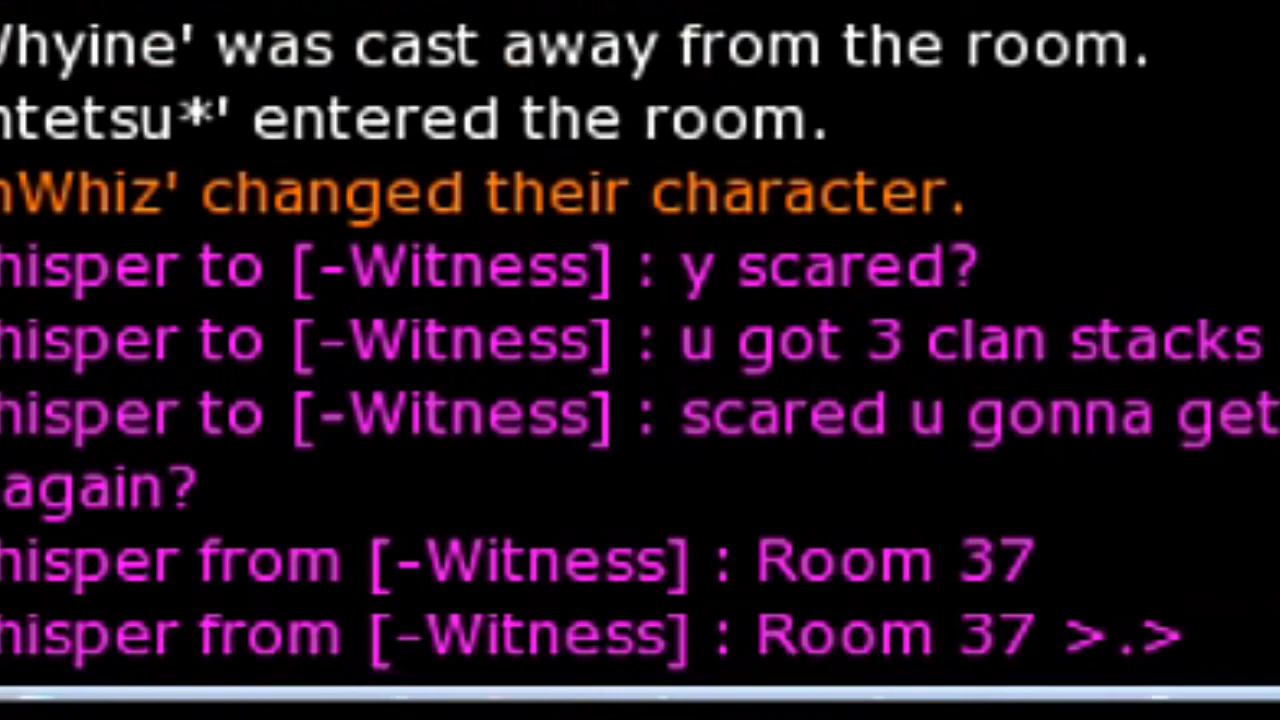 Whyine' was cast away from the room.
ntetsu*' entered the room.
nWhiz' changed their character.
hisper to [-Witness] : y scared?
hisper to [-Witness] : u got 3 clan stacks
hisper to [-Witness] : scared u gonna get
again?
hisper from [-Witness] : Room 37
hisper from [-Witness] : Room 37 >.>